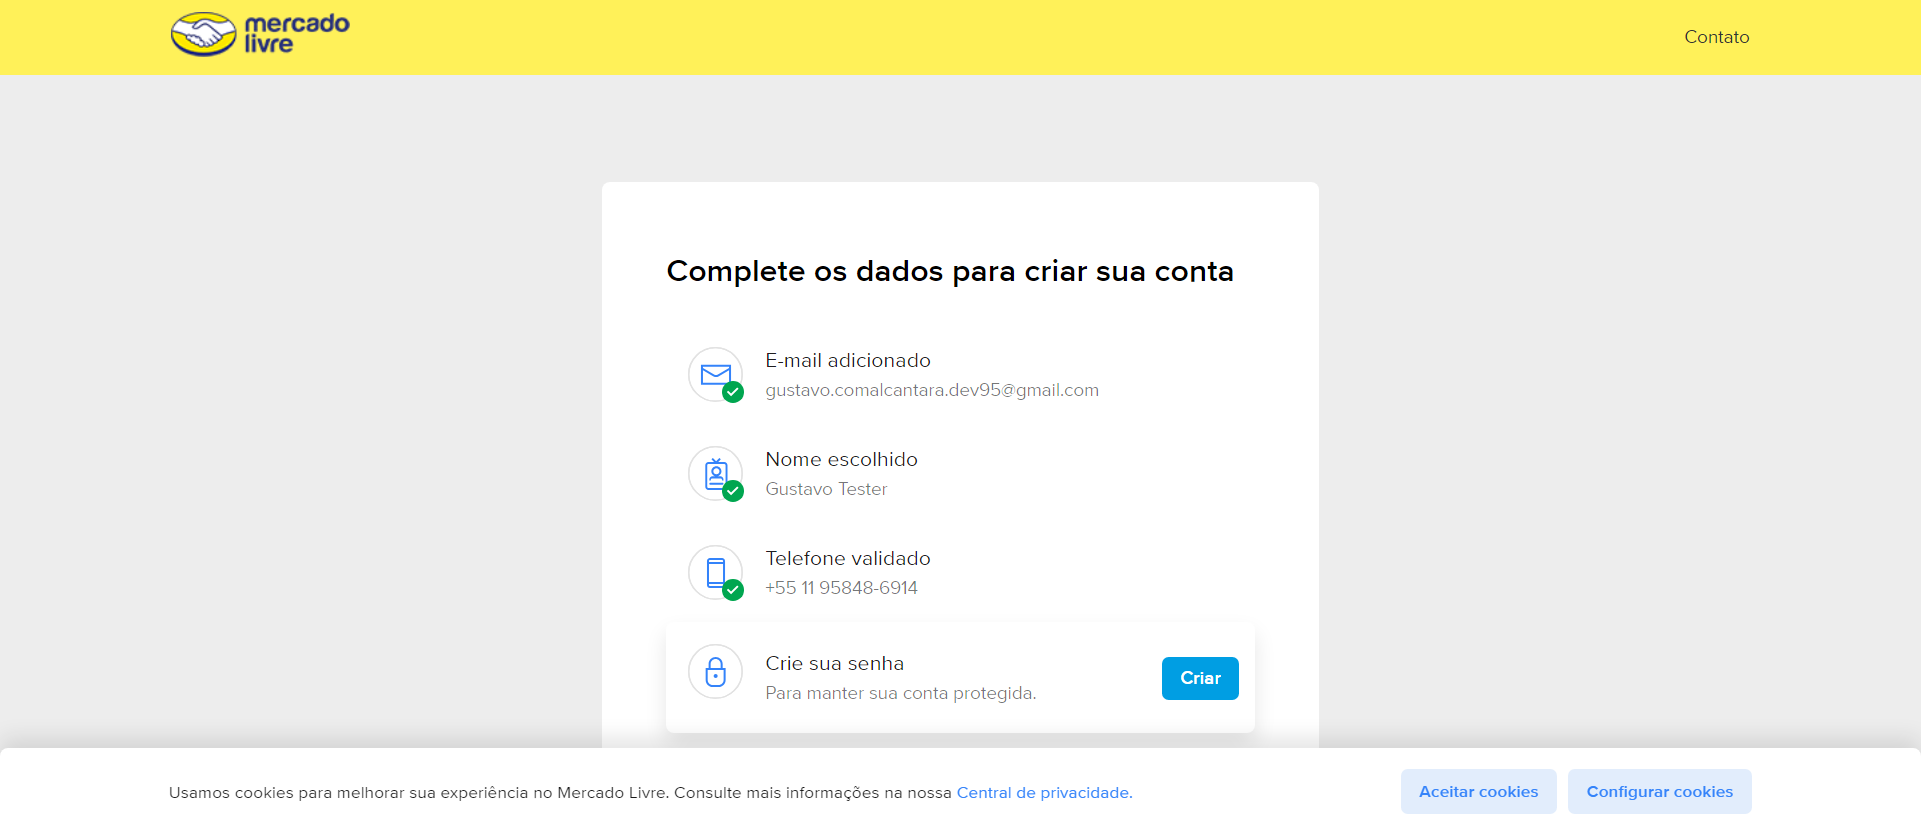 mercado
livre
Contato
Complete os dados para criar sua conta
E-mail adicionado
gustavo.comalcantara.dev95@gmail.com
Nome escolhido
Gustavo Tester
Telefone validado
+55 11 95848-6914
Crie sua senha
Para manter sua conta protegida.
Criar
Usamos cookies para melhorar sua experiência no Mercado Livre. Consulte mais informações na nossa Central de privacidade.
Aceitar cookies
Configurar cookies